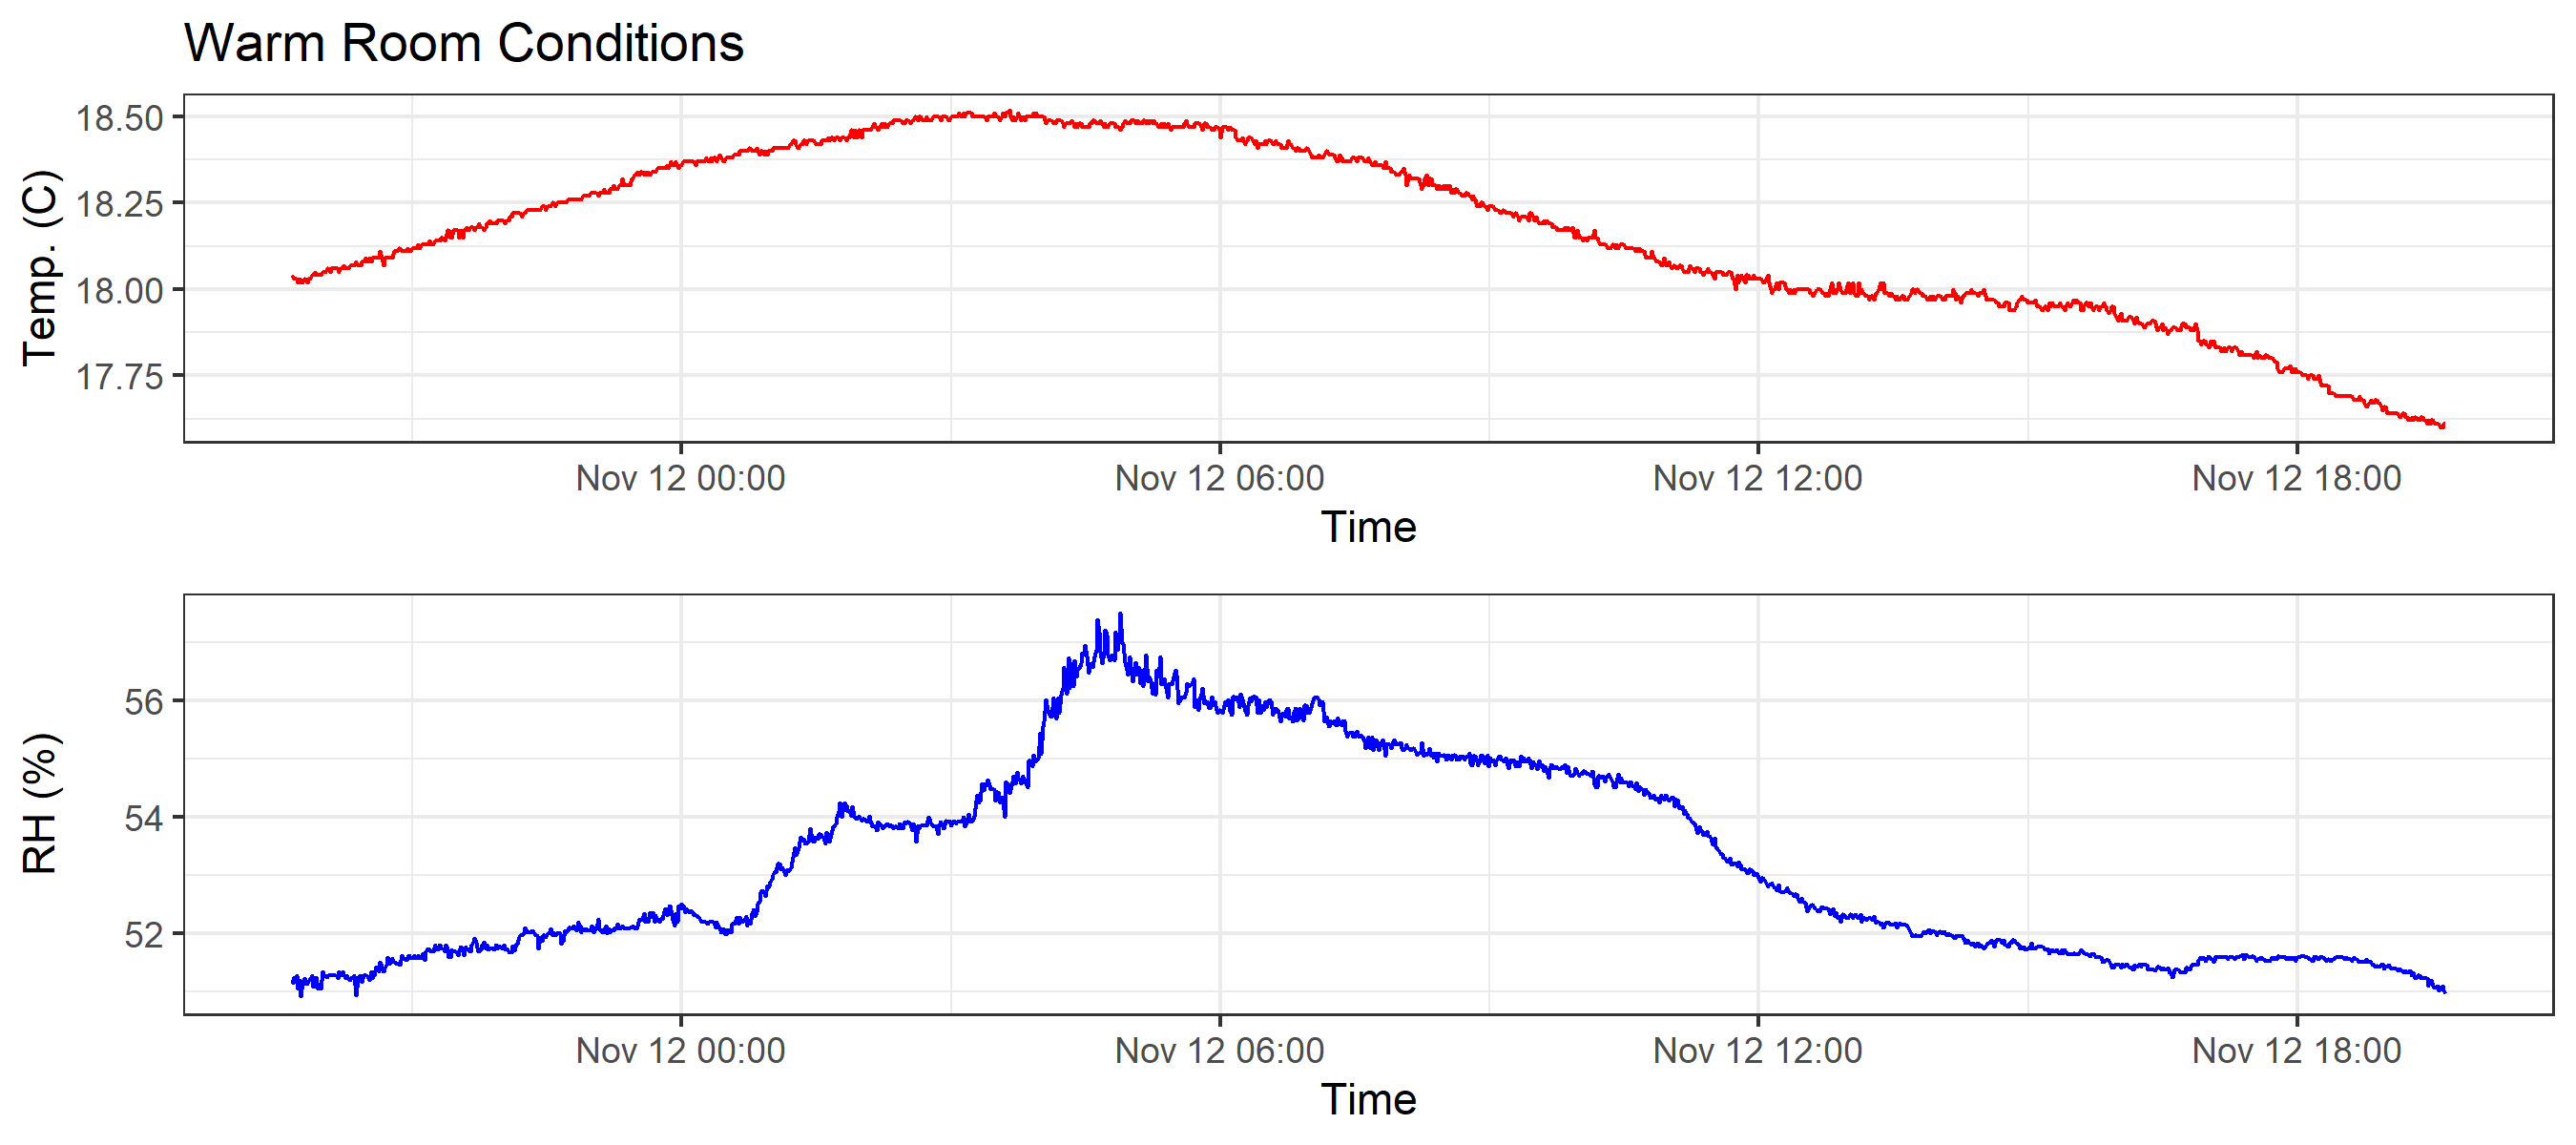 Warm Room Conditions
Temp. (C)
18.50
18.25
18.00
17.75
Nov 12 00:00 Nov 12 06:00 Nov 12 12:00 Nov 12 18:00
Time
RH (%)
56
54
52
Nov 12 00:00 Nov 12 06:00 Nov 12 12:00 Nov 12 18:00
Time